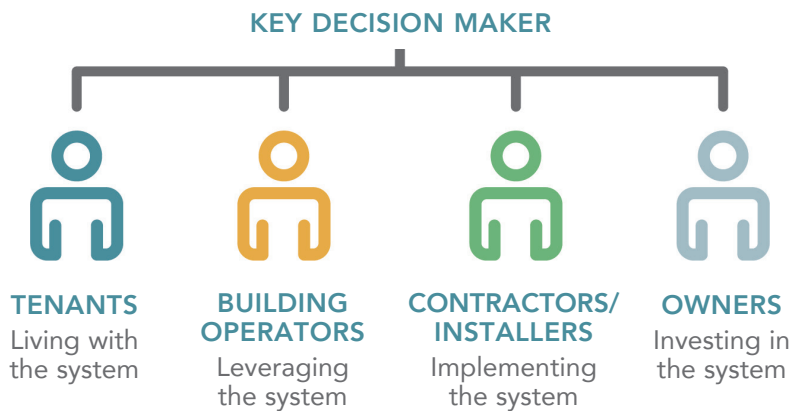 KEY DECISION MAKER
TENANTS
Living with
the system
BUILDING
OPERATORS
Leveraging
the system
CONTRACTORS/
INSTALLERS
Implementing
the system
OWNERS
Investing in
the system